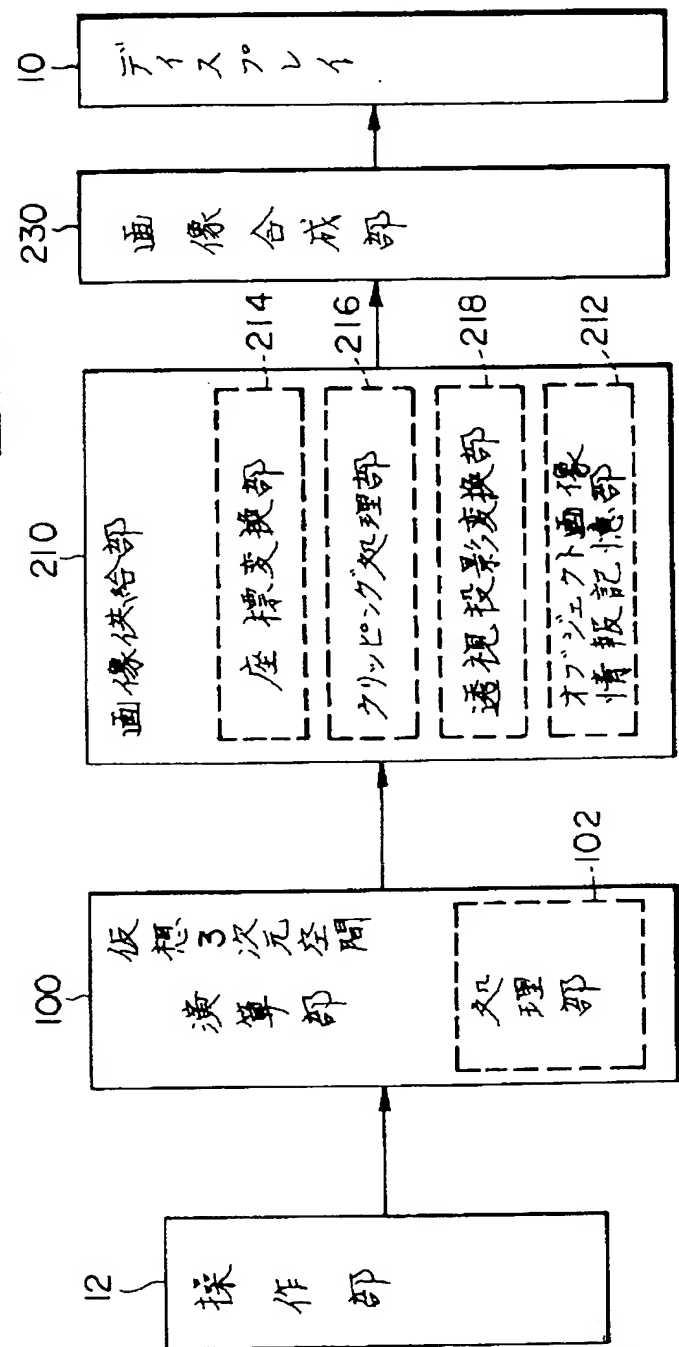 12
操作部
100
仮想3次元空間
演算部
102
処理部
210
画像供給部
214
座標変換部
216
クリッピング処理部
218
透視投影変換部
212
オブジェクト画像
情報記憶部
230
画像合成部
10
ディスプレイ